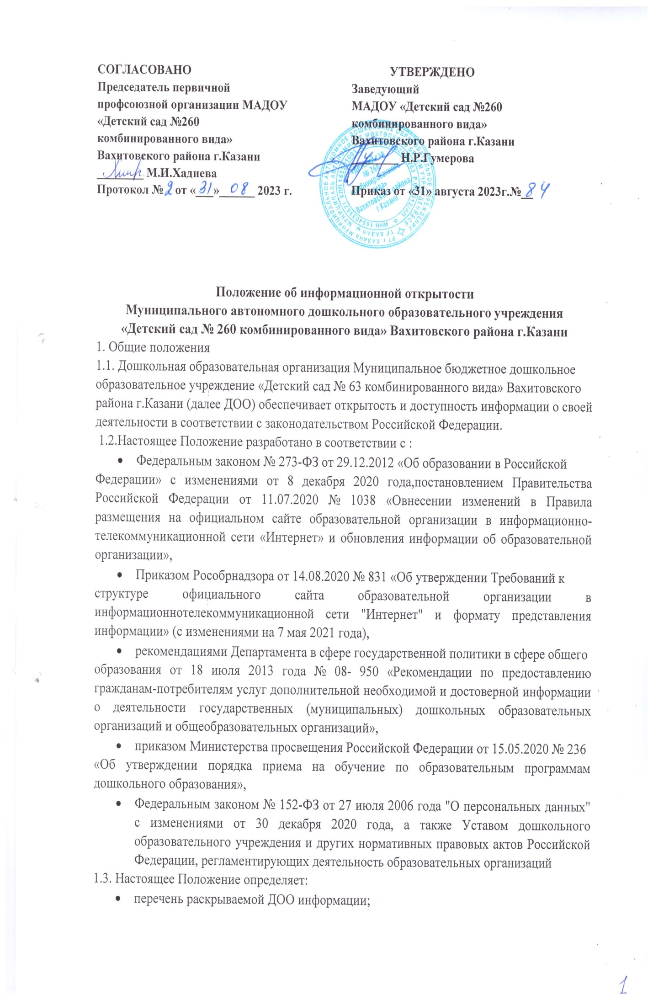 СОГЛАСОВАНО
Председатель первичной
профсоюзной организации МАДОУ
«Детский сад №260
комбинированного вида»
Вахитовского района г.Казани
________ М.И.Хадиева
Протокол №2 от «31» 08 2023 г.
УТВЕРЖДЕНО
Заведующий
МАДОУ «Детский сад №260
комбинированного вида»
Вахитовского района г.Казани
________ Н.Р.Гумерова
Приказ от «31» августа 2023г.№ 84
№ 260
комбинированного
вида»
Вахитовского района
г.Казани
Положение об информационной открытости
Муниципального автономного дошкольного образовательного учреждения
«Детский сад № 260 комбинированного вида» Вахитовского района г.Казани
1. Общие положения
1.1. Дошкольная образовательная организация Муниципальное бюджетное дошкольное
образовательное учреждение «Детский сад № 63 комбинированного вида» Вахитовского
района г.Казани (далее ДОО) обеспечивает открытость и доступность информации о своей
деятельности в соответствии с законодательством Российской Федерации.
1.2.Настоящее Положение разработано в соответствии с :
• Федеральным законом № 273-ФЗ от 29.12.2012 «Об образовании в Российской
Федерации» с изменениями от 8 декабря 2020 года,постановлением Правительства
Российской Федерации от 11.07.2020 № 1038 «Овнесении изменений в Правила
размещения на официальном сайте образовательной организации в информационно-
телекоммуникационной сети «Интернет» и обновления информации об образовательной
организации»,
• Приказом Рособрнадзора от 14.08.2020 № 831 «Об утверждении Требований к
структуре официального сайта образовательной организации в
информационнотелекоммуникационной сети "Интернет" и формату представления
информации» (с изменениями на 7 мая 2021 года),
• рекомендациями Департамента в сфере государственной политики в сфере общего
образования от 18 июля 2013 года № 08- 950 «Рекомендации по предоставлению
гражданам-потребителям услуг дополнительной необходимой и достоверной информации
о деятельности государственных (муниципальных) дошкольных образовательных
организаций и общеобразовательных организаций»,
• приказом Министерства просвещения Российской Федерации от 15.05.2020 № 236
«Об утверждении порядка приема на обучение по образовательным программам
дошкольного образования»,
• Федеральным законом № 152-ФЗ от 27 июля 2006 года "О персональных данных"
с изменениями от 30 декабря 2020 года, а также Уставом дошкольного
образовательного учреждения и других нормативных правовых актов Российской
Федерации, регламентирующих деятельность образовательных организаций
1.3. Настоящее Положение определяет:
• перечень раскрываемой ДОО информации;
1